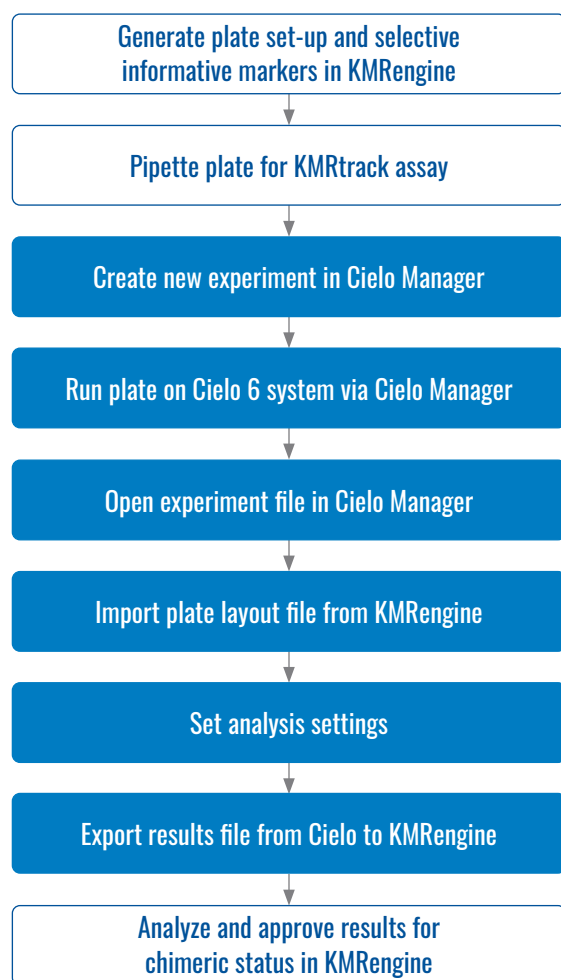 Generate plate set-up and selective
informative markers in KMRengine
Pipette plate for KMRtrack assay
Create new experiment in Cielo Manager
Run plate on Cielo 6 system via Cielo Manager
Open experiment file in Cielo Manager
Import plate layout file from KMRengine
Set analysis settings
Export results file from Cielo to KMRengine
Analyze and approve results for
chimeric status in KMRengine